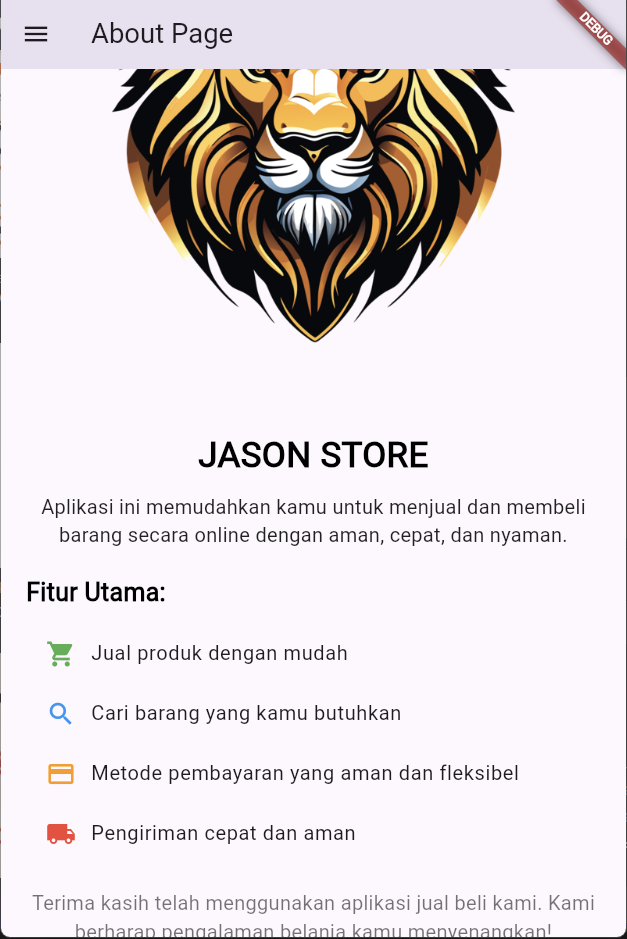 About Page
DEBUG
JASON STORE
Aplikasi ini memudahkan kamu untuk menjual dan membeli
barang secara online dengan aman, cepat, dan nyaman.
Fitur Utama:
Jual produk dengan mudah
Cari barang yang kamu butuhkan
Metode pembayaran yang aman dan fleksibel
Pengiriman cepat dan aman
Terima kasih telah menggunakan aplikasi jual beli kami. Kami
berharap pengalaman belanja kamu menyenangkan!